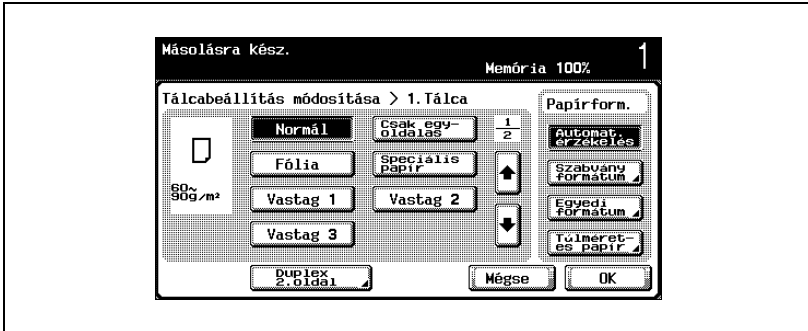 Másolásra kész.
Memória 100%
1
Tálcabeállítás módosítása > 1.Tálca
Papírform.
Normál
Csak egy-
oldalas
1
2
Automat.
érzékelés
Fólia
Speciális
papír
Szabvány
formátum
60~
90g/m²
Vastag 1
Vastag 2
Egyedi
formátum
Vastag 3
Túlméret-
es papír
Duplex
2.oldal
Mégse
OK